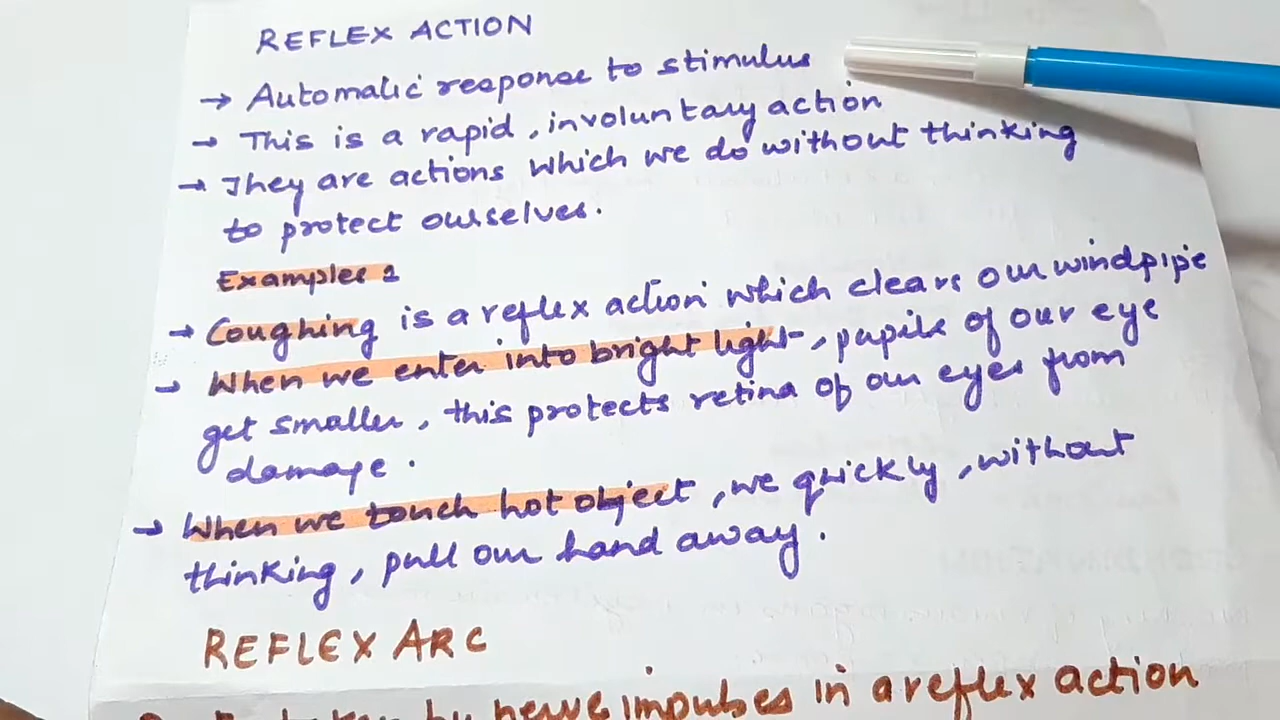 REFLEX ACTION
→ Automatic response to stimulus
→ This is a rapid, involuntary action
→ They are actions which we do without thinking
to protect ourselves.
Examples
→ Coughing is a reflex action which clears our windpipe
→ When we enter into bright light, pupils of our eye
get smaller, this protects retina of our eyes from
damage.
→ When we touch hot object, we quickly, without
thinking, pull our hand away.
REFLEX ARC
by nerve impulses in a reflex action